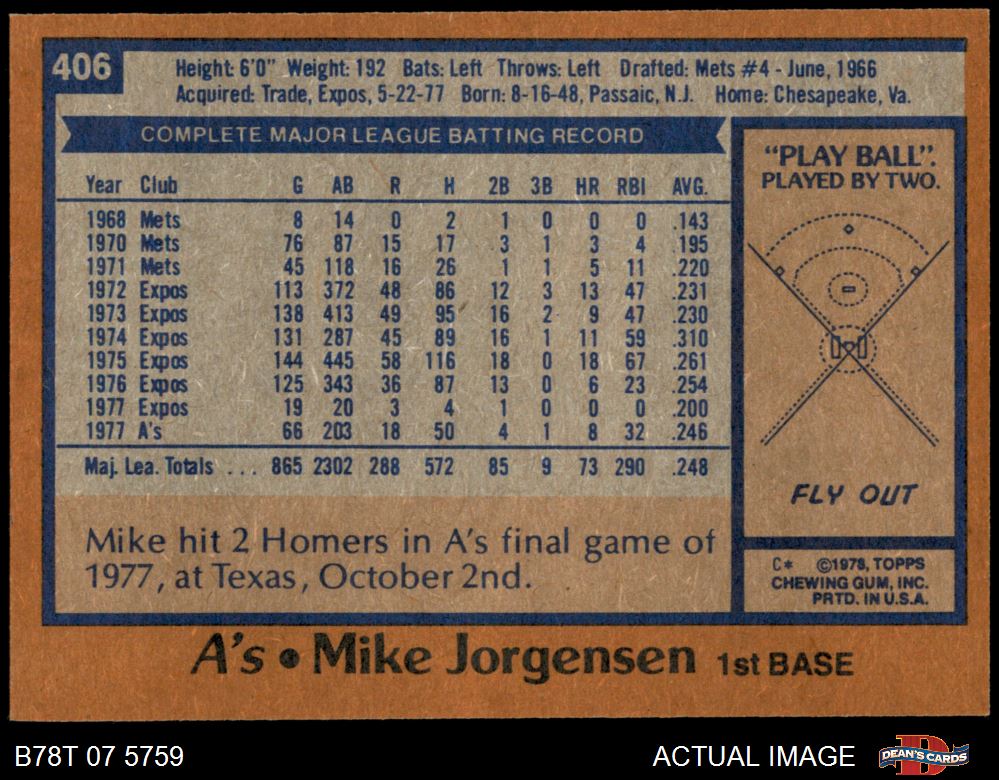 406
Height: 6'0" Weight: 192 Bats: Left Throws: Left Drafted: Mets #4 - June, 1966
Acquired: Trade, Expos, 5-22-77 Born: 8-16-48, Passaic, N.J. Home: Chesapeake, Va.
COMPLETE MAJOR LEAGUE BATTING RECORD
Year Club G AB R H 2B 3B HR RBI AVG.
1968 Mets 8 14 0 2 1 0 0 0 .143
1970 Mets 76 87 15 17 3 1 3 4 .195
1971 Mets 45 118 16 26 1 1 5 11 .220
1972 Expos 113 372 48 86 12 3 13 47 .231
1973 Expos 138 413 49 95 16 2 9 47 .230
1974 Expos 131 287 45 89 16 1 11 59 .310
1975 Expos 144 445 58 116 18 0 18 67 .261
1976 Expos 125 343 36 87 13 0 6 23 .254
1977 Expos 19 20 3 4 1 0 0 0 .200
1977 A's 66 203 18 50 4 1 8 32 .246
Maj. Lea. Totals ... 865 2302 288 572 85 9 73 290 .248
Mike hit 2 Homers in A's final game of
1977, at Texas, October 2nd.
"PLAY BALL".
PLAYED BY TWO.
FLY OUT
C* ©1978, TOPPS
CHEWING GUM, INC.
PRTD. IN U.S.A.
A's • Mike Jorgensen 1st BASE
B78T 07 5759
ACTUAL IMAGE
DEAN'S CARDS